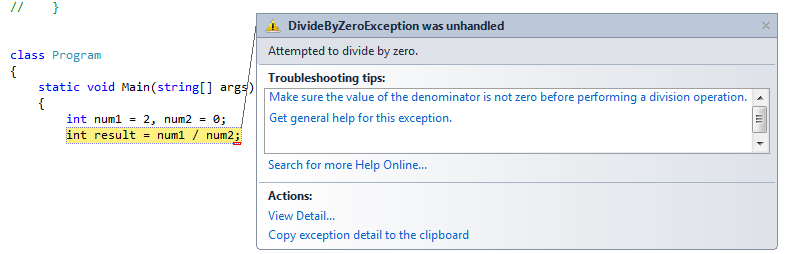 //    }
class Program
{
    static void Main(string[] args)
    {
        int num1 = 2, num2 = 0;
        int result = num1 / num2;
DivideByZeroException was unhandled
Attempted to divide by zero.
Troubleshooting tips:
Make sure the value of the denominator is not zero before performing a division operation.
Get general help for this exception.
Search for more Help Online...
Actions:
View Detail...
Copy exception detail to the clipboard